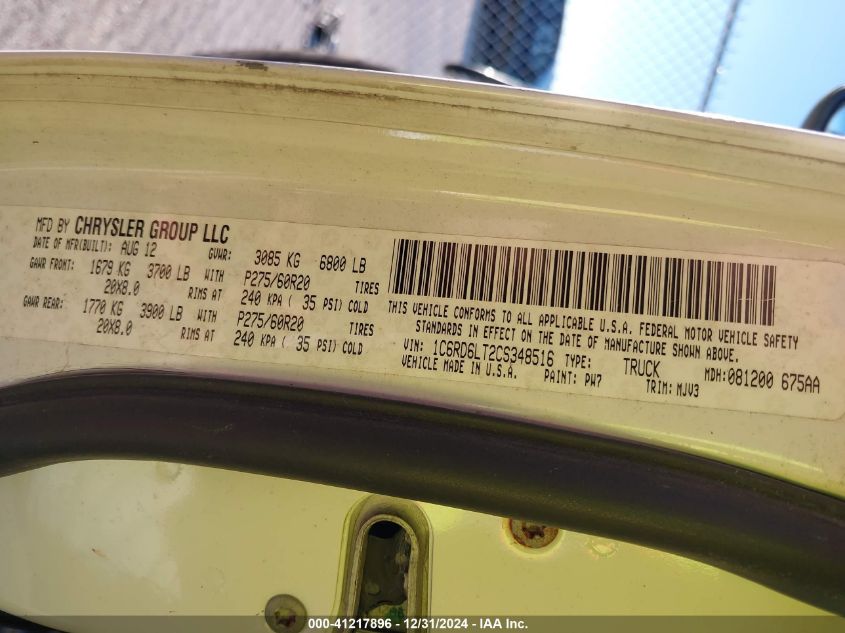 MFD BY CHRYSLER GROUP LLC
DATE OF MFR(BUILT): AUG 12 GVWR: 3085 KG 6800 LB
GAWR FRONT: 1679 KG 3700 LB WITH P275/60R20 TIRES
20X8.0 RIMS AT 240 KPA ( 35 PSI) COLD
GAWR REAR: 1770 KG 3900 LB WITH P275/60R20 TIRES
20X8.0 RIMS AT 240 KPA ( 35 PSI) COLD
THIS VEHICLE CONFORMS TO ALL APPLICABLE U.S.A. FEDERAL MOTOR VEHICLE SAFETY
STANDARDS IN EFFECT ON THE DATE OF MANUFACTURE SHOWN ABOVE.
VIN: 1C6RD6LT2CS348516 TYPE: TRUCK MDH:081200 675AA
VEHICLE MADE IN U.S.A. PAINT: PW7 TRIM: MJV3
000-41217896 - 12/31/2024 - IAA Inc.